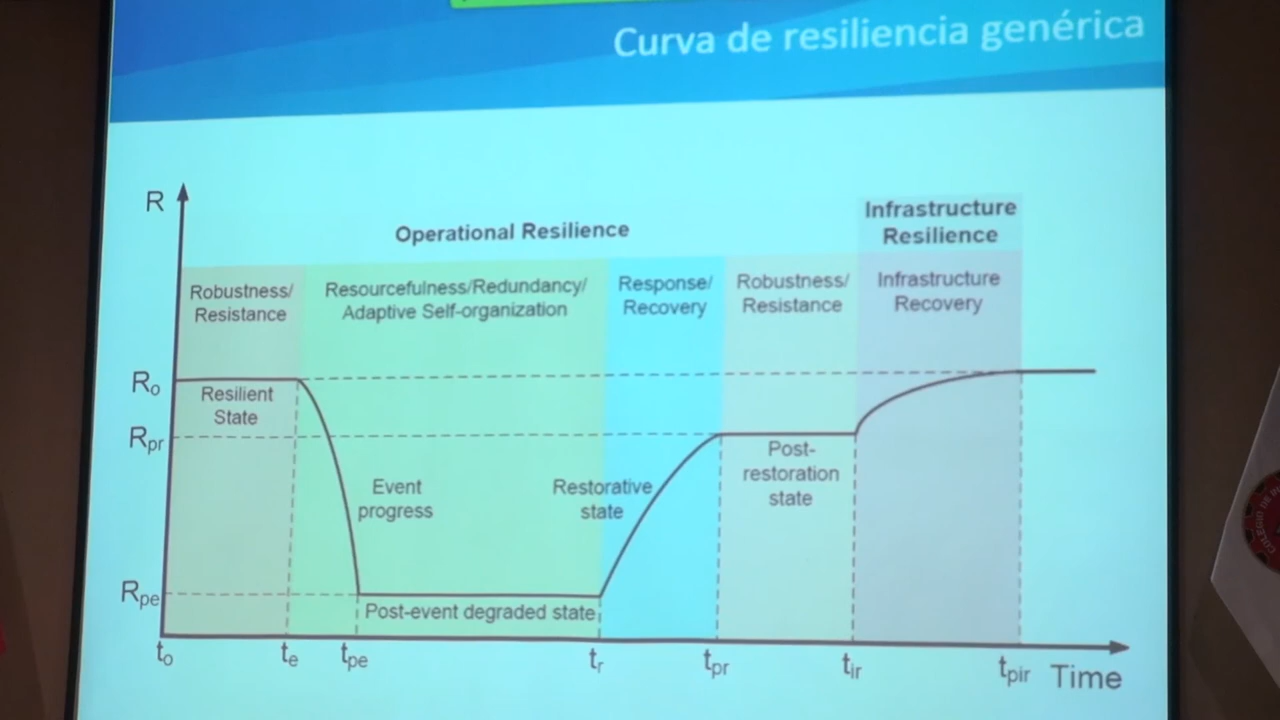 Curva de resiliencia genérica
R
Operational Resilience
Infrastructure
Resilience
Robustness/
Resistance
Resourcefulness/Redundancy/
Adaptive Self-organization
Response/
Recovery
Robustness/
Resistance
Infrastructure
Recovery
Ro
Resilient
State
Rpr
Event
progress
Restorative
state
Post-
restoration
state
Rpe
Post-event degraded state
to
te
tpe
tr
tpr
tir
tpir
Time